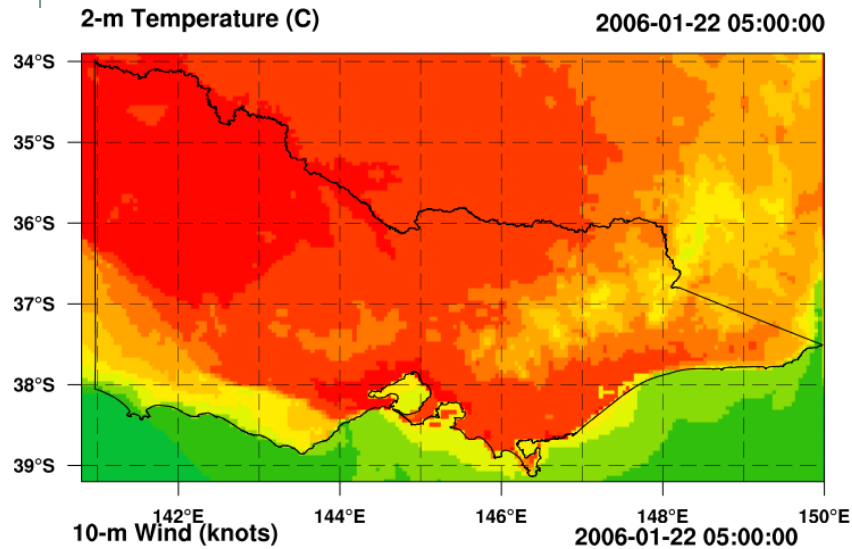 2-m Temperature (C) 2006-01-22 05:00:00
34°S
35°S
36°S
37°S
38°S
39°S
142°E 144°E 146°E 148°E 150°E
10-m Wind (knots) 2006-01-22 05:00:00